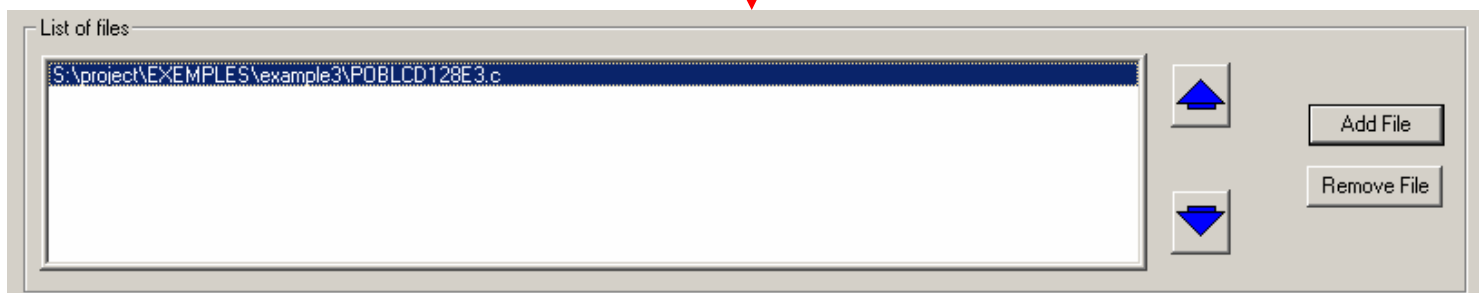 List of files
S:\project\EXEMPLES\example3\POBLCD128E3.c
Add File
Remove File